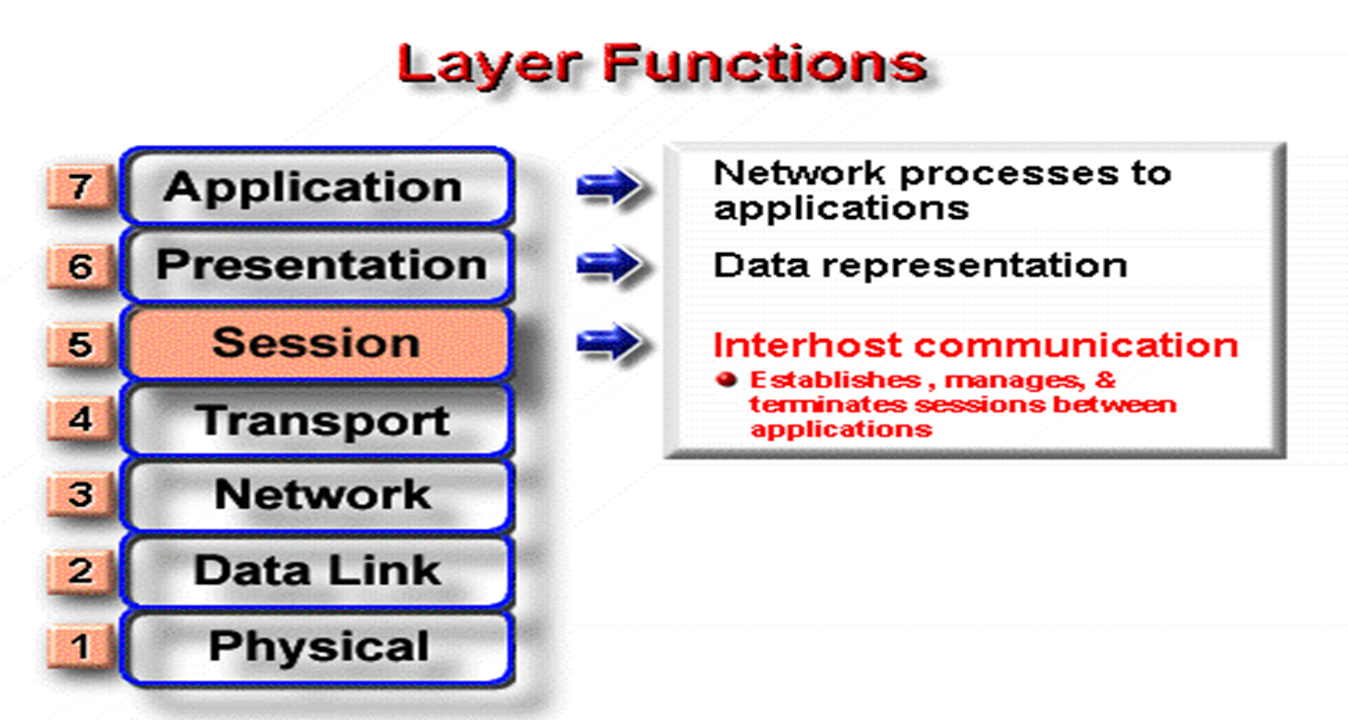 Layer Functions
7 Application
Network processes to
applications
6 Presentation
Data representation
5 Session
Interhost communication
Establishes , manages, &
terminates sessions between
applications
4 Transport
3 Network
2 Data Link
1 Physical